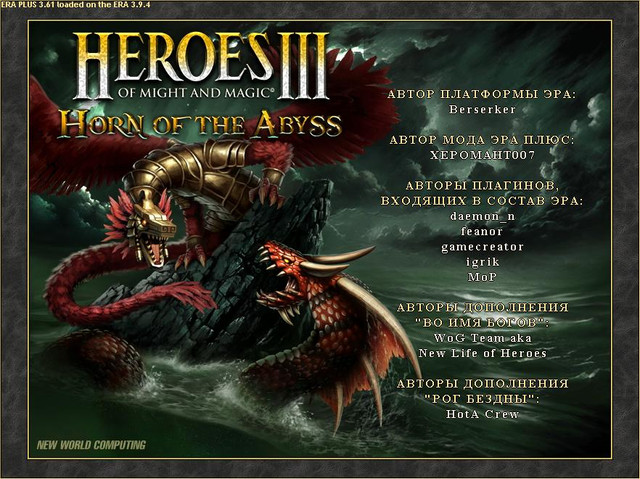 ERA PLUS 3.61 loaded on the ERA 3.9.4
HEROES III
OF MIGHT AND MAGIC®
HORN OF THE ABYSS
АВТОР ПЛАТФОРМЫ ЭРА:
Berserker
АВТОР МОДА ЭРА ПЛЮС:
ХЕРОМАНТ007
АВТОРЫ ПЛАГИНОВ,
ВХОДЯЩИХ В СОСТАВ ЭРА:
daemon_n
feanor
gamecreator
igrik
MoP
АВТОРЫ ДОПОЛНЕНИЯ
"ВО ИМЯ БОГОВ":
WoG Team aka
New Life of Heroes
АВТОРЫ ДОПОЛНЕНИЯ
"РОГ БЕЗДНЫ":
HotA Crew
NEW WORLD COMPUTING